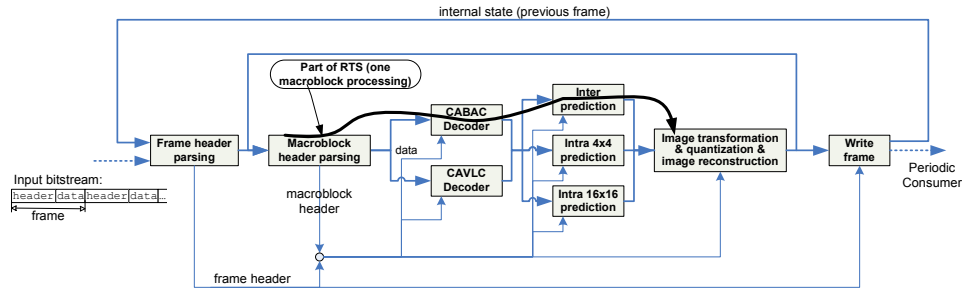 internal state (previous frame)
Part of RTS (one
macroblock processing)
Inter
prediction
CABAC
Decoder
Frame header
parsing
Macroblock
header parsing
data
Intra 4x4
prediction
Image transformation
& quantization &
image reconstruction
Write
frame
Periodic
Consumer
Input bitstream:
header data header data…
frame
CAVLC
Decoder
Intra 16x16
prediction
macroblock
header
frame header